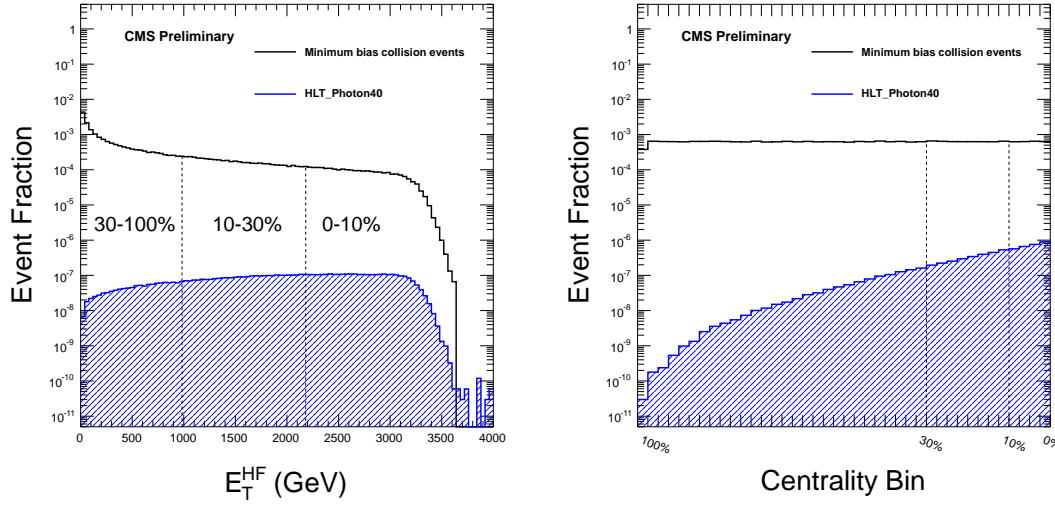 CMS Preliminary
Minimum bias collision events
HLT_Photon40
Event Fraction
1
10^-1
10^-2
10^-3
10^-4
10^-5
10^-6
10^-7
10^-8
10^-9
10^-10
10^-11
30-100% 10-30% 0-10%
0 500 1000 1500 2000 2500 3000 3500 4000
E_T^HF (GeV)
CMS Preliminary
Minimum bias collision events
HLT_Photon40
Event Fraction
1
10^-1
10^-2
10^-3
10^-4
10^-5
10^-6
10^-7
10^-8
10^-9
10^-10
10^-11
100% 30% 10% 0%
Centrality Bin